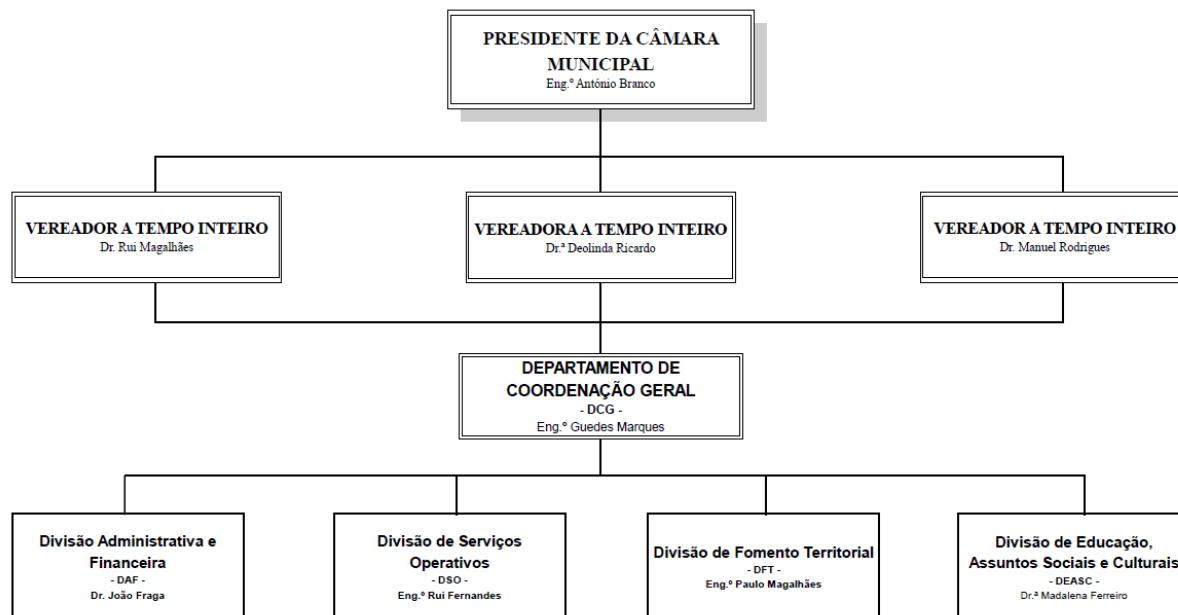 PRESIDENTE DA CÂMARA
MUNICIPAL
Eng.º António Branco
VEREADOR A TEMPO INTEIRO
Dr. Rui Magalhães
VEREADORA A TEMPO INTEIRO
Dr.ª Deolinda Ricardo
VEREADOR A TEMPO INTEIRO
Dr. Manuel Rodrigues
DEPARTAMENTO DE
COORDENAÇÃO GERAL
- DCG -
Eng.º Guedes Marques
Divisão Administrativa e
Financeira
- DAF -
Dr. João Fraga
Divisão de Serviços
Operativos
- DSO -
Eng.º Rui Fernandes
Divisão de Fomento Territorial
- DFT -
Eng.º Paulo Magalhães
Divisão de Educação,
Assuntos Sociais e Culturais
- DEASC -
Dr.ª Madalena Ferreiro